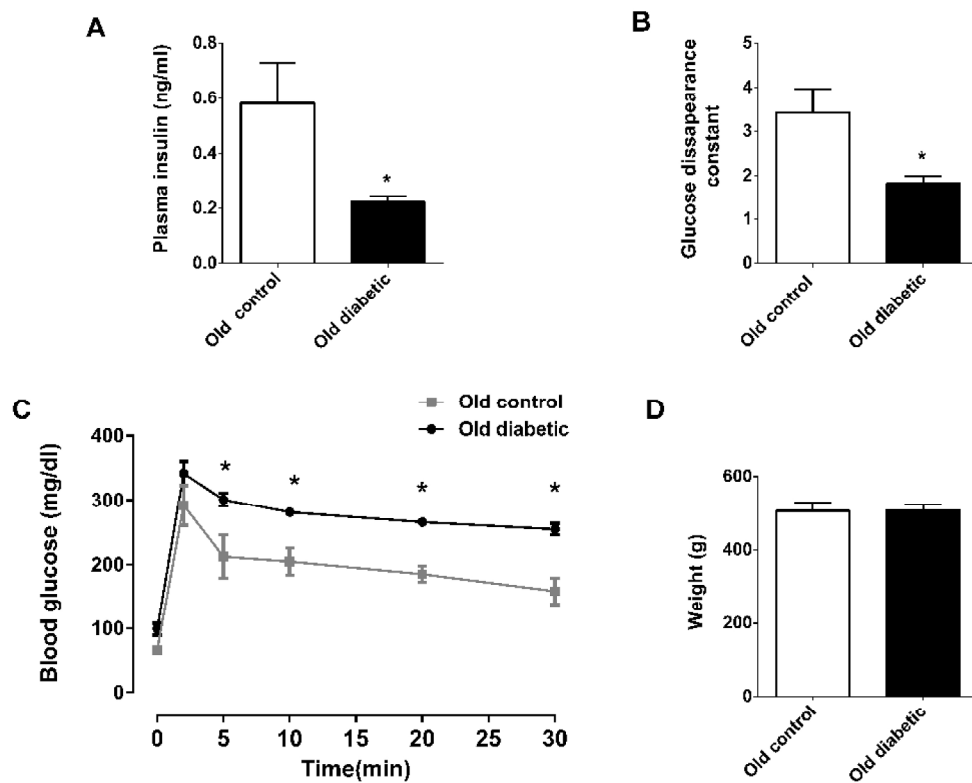 A
Plasma insulin (ng/ml)
0.8
0.6
0.4
0.2
0.0
*
Old control
Old diabetic
B
Glucose dissapearance
constant
5
4
3
2
1
0
*
Old control
Old diabetic
C
Old control
Old diabetic
Blood glucose (mg/dl)
400
300
200
100
0
* * * *
0 5 10 15 20 25 30
Time(min)
D
Weight (g)
600
400
200
0
Old control
Old diabetic